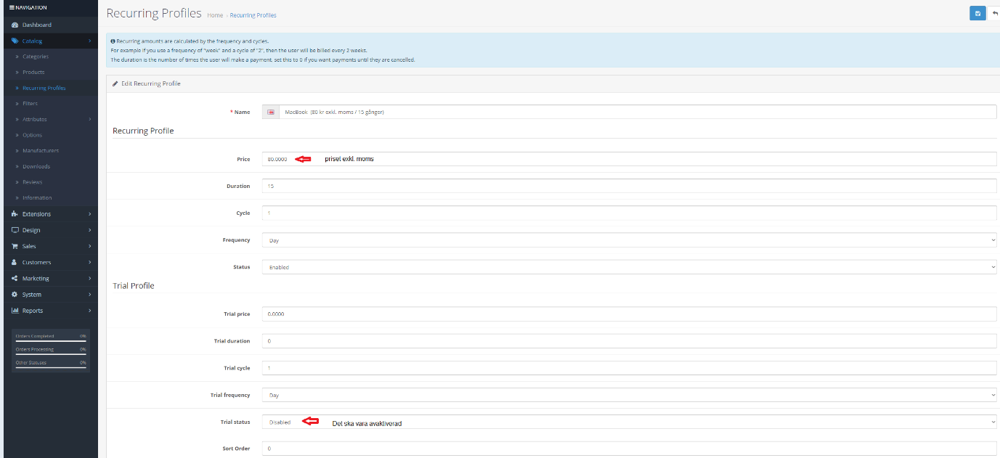 NAVIGATION
Dashboard
Catalog
Categories
Products
Recurring Profiles
Filters
Attributes
Options
Manufacturers
Downloads
Reviews
Information
Extensions
Design
Sales
Customers
Marketing
System
Reports
Orders Completed 0%
Orders Processing 0%
Other Statuses 0%
Recurring Profiles Home › Recurring Profiles
Recurring amounts are calculated by the frequency and cycles.
For example if you use a frequency of "week" and a cycle of "2", then the user will be billed every 2 weeks.
The duration is the number of times the user will make a payment, set this to 0 if you want payments until they are cancelled.
Edit Recurring Profile
* Name MacBook (80 kr exkl. moms / 15 gånger)
Recurring Profile
Price 80.0000 priset exkl. moms
Duration 15
Cycle 1
Frequency Day
Status Enabled
Trial Profile
Trial price 0.0000
Trial duration 0
Trial cycle 1
Trial frequency Day
Trial status Disabled Det ska vara avaktiverad
Sort Order 0